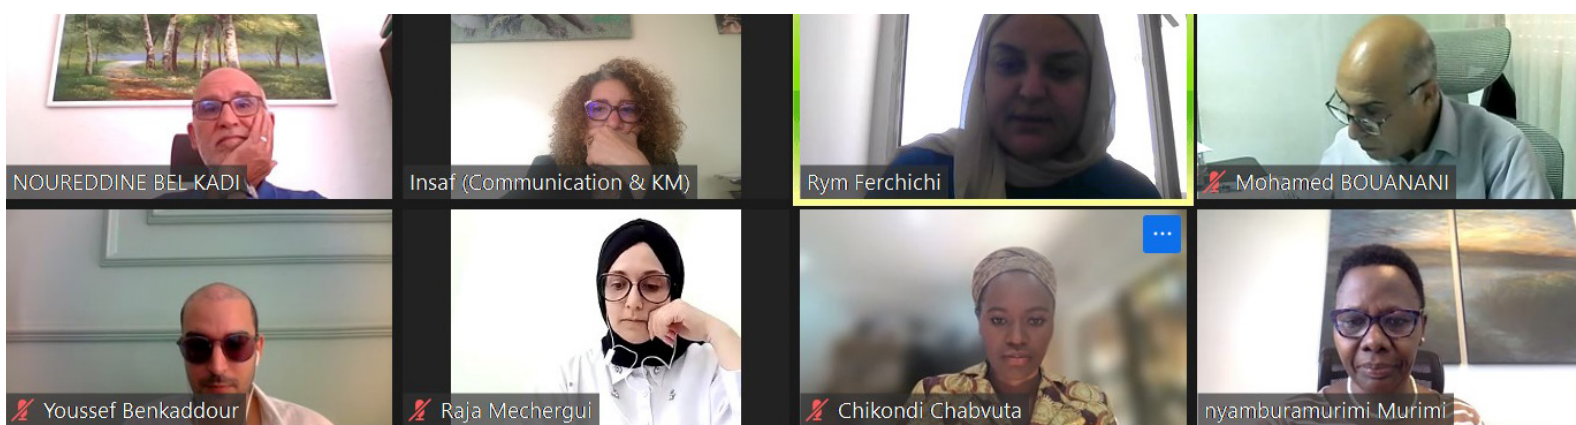 NOUREDDINE BEL KADI
Insaf (Communication & KM)
Rym Ferchichi
Mohamed BOUANANI
Youssef Benkaddour
Raja Mechergui
Chikondi Chabvuta
nyamburamurimi Murimi